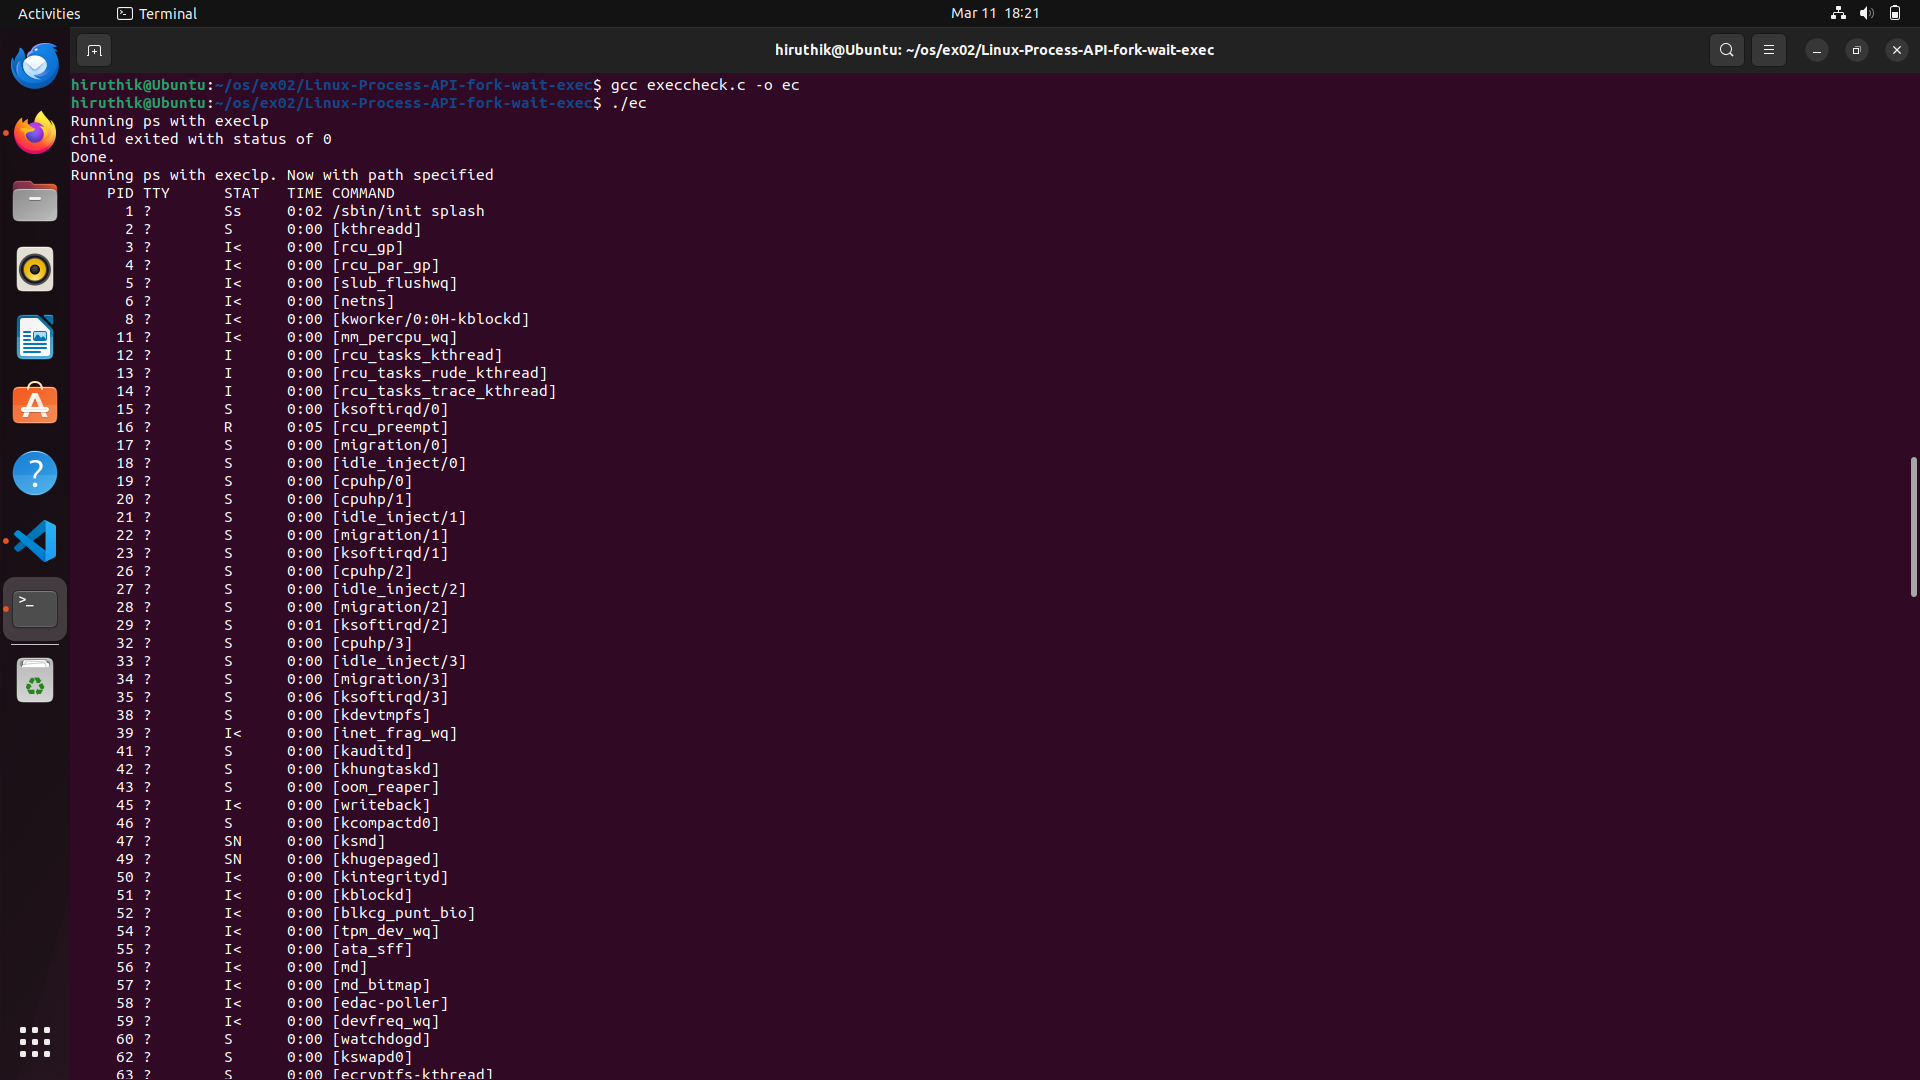 Activities
Terminal
Mar 11 18:21
hiruthik@Ubuntu: ~/os/ex02/Linux-Process-API-fork-wait-exec
hiruthik@Ubuntu:~/os/ex02/Linux-Process-API-fork-wait-exec$ gcc execcheck.c -o ec
hiruthik@Ubuntu:~/os/ex02/Linux-Process-API-fork-wait-exec$ ./ec
Running ps with execlp
child exited with status of 0
Done.
Running ps with execlp. Now with path specified
    PID TTY      STAT   TIME COMMAND
      1 ?        Ss     0:02 /sbin/init splash
      2 ?        S      0:00 [kthreadd]
      3 ?        I<     0:00 [rcu_gp]
      4 ?        I<     0:00 [rcu_par_gp]
      5 ?        I<     0:00 [slub_flushwq]
      6 ?        I<     0:00 [netns]
      8 ?        I<     0:00 [kworker/0:0H-kblockd]
     11 ?        I<     0:00 [mm_percpu_wq]
     12 ?        I      0:00 [rcu_tasks_kthread]
     13 ?        I      0:00 [rcu_tasks_rude_kthread]
     14 ?        I      0:00 [rcu_tasks_trace_kthread]
     15 ?        S      0:00 [ksoftirqd/0]
     16 ?        R      0:05 [rcu_preempt]
     17 ?        S      0:00 [migration/0]
     18 ?        S      0:00 [idle_inject/0]
     19 ?        S      0:00 [cpuhp/0]
     20 ?        S      0:00 [cpuhp/1]
     21 ?        S      0:00 [idle_inject/1]
     22 ?        S      0:00 [migration/1]
     23 ?        S      0:00 [ksoftirqd/1]
     26 ?        S      0:00 [cpuhp/2]
     27 ?        S      0:00 [idle_inject/2]
     28 ?        S      0:00 [migration/2]
     29 ?        S      0:01 [ksoftirqd/2]
     32 ?        S      0:00 [cpuhp/3]
     33 ?        S      0:00 [idle_inject/3]
     34 ?        S      0:00 [migration/3]
     35 ?        S      0:06 [ksoftirqd/3]
     38 ?        S      0:00 [kdevtmpfs]
     39 ?        I<     0:00 [inet_frag_wq]
     41 ?        S      0:00 [kauditd]
     42 ?        S      0:00 [khungtaskd]
     43 ?        S      0:00 [oom_reaper]
     45 ?        I<     0:00 [writeback]
     46 ?        S      0:00 [kcompactd0]
     47 ?        SN     0:00 [ksmd]
     49 ?        SN     0:00 [khugepaged]
     50 ?        I<     0:00 [kintegrityd]
     51 ?        I<     0:00 [kblockd]
     52 ?        I<     0:00 [blkcg_punt_bio]
     54 ?        I<     0:00 [tpm_dev_wq]
     55 ?        I<     0:00 [ata_sff]
     56 ?        I<     0:00 [md]
     57 ?        I<     0:00 [md_bitmap]
     58 ?        I<     0:00 [edac-poller]
     59 ?        I<     0:00 [devfreq_wq]
     60 ?        S      0:00 [watchdogd]
     62 ?        S      0:00 [kswapd0]
     63 ?        S      0:00 [ecryptfs-kthread]